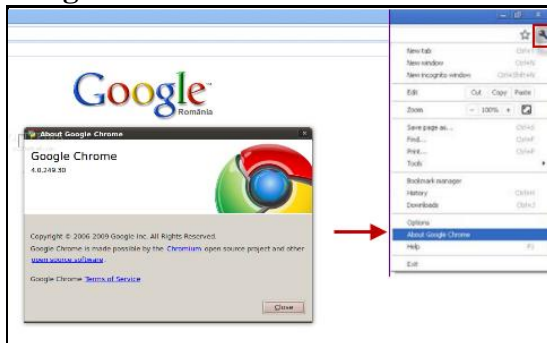 Google
România
About Google Chrome
Google Chrome
4.0.249.30
Copyright © 2006-2009 Google Inc. All Rights Reserved.
Google Chrome is made possible by the Chromium open source project and other
open source software.
Google Chrome Terms of Service
Close
New tab
New window
New incognito window
Edit Cut Copy Paste
Zoom - 100% +
Save page as...
Find...
Print...
Tools
Bookmark manager
History
Downloads
Options
About Google Chrome
Help F1
Exit